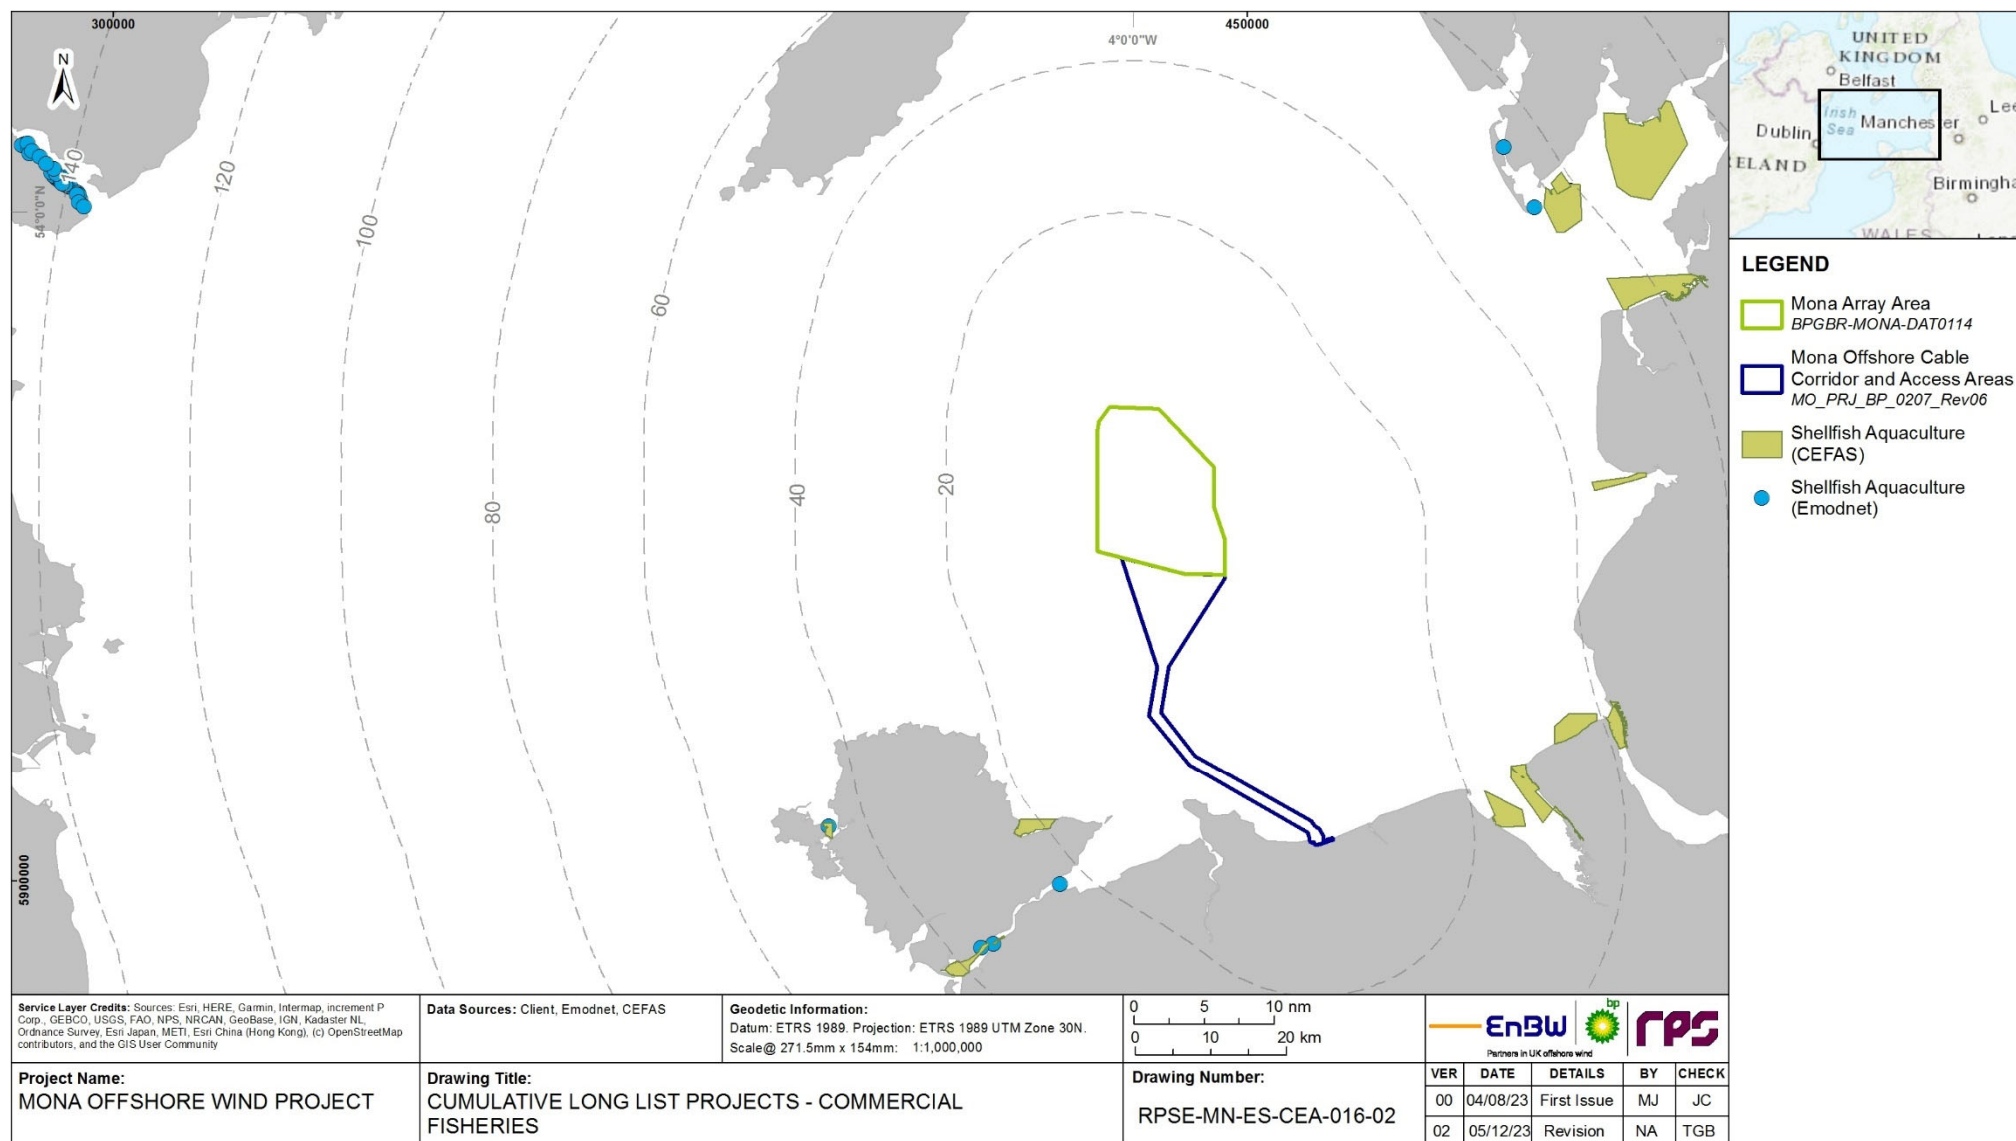 300000
450000
4°0'0"W
N
140
120
100
80
60
40
20
54°0'0"N
5900000
UNITED
KINGDOM
Belfast
Irish
Sea
Manchester
Lee
Dublin
RELAND
Birmingha
WALES
LEGEND
Mona Array Area
BPGBR-MONA-DAT0114
Mona Offshore Cable
Corridor and Access Areas
MO_PRJ_BP_0207_Rev06
Shellfish Aquaculture
(CEFAS)
Shellfish Aquaculture
(Emodnet)
Service Layer Credits: Sources: Esri, HERE, Garmin, Intermap, increment P
Corp., GEBCO, USGS, FAO, NPS, NRCAN, GeoBase, IGN, Kadaster NL,
Ordnance Survey, Esri Japan, METI, Esri China (Hong Kong), (c) OpenStreetMap
contributors, and the GIS User Community
Data Sources: Client, Emodnet, CEFAS
Geodetic Information:
Datum: ETRS 1989. Projection: ETRS 1989 UTM Zone 30N.
Scale@ 271.5mm x 154mm: 1:1,000,000
0 5 10 nm
0 10 20 km
EnBW
Partners in UK offshore wind
bp
rps
Project Name:
MONA OFFSHORE WIND PROJECT
Drawing Title:
CUMULATIVE LONG LIST PROJECTS - COMMERCIAL
FISHERIES
Drawing Number:
RPSE-MN-ES-CEA-016-02
VER DATE DETAILS BY CHECK
00 04/08/23 First Issue MJ JC
02 05/12/23 Revision NA TGB